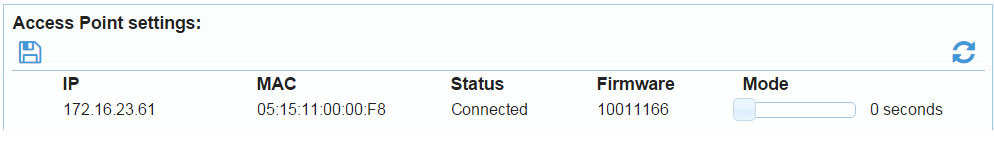 Access Point settings:
IP MAC Status Firmware Mode
172.16.23.61 05:15:11:00:00:F8 Connected 10011166 0 seconds